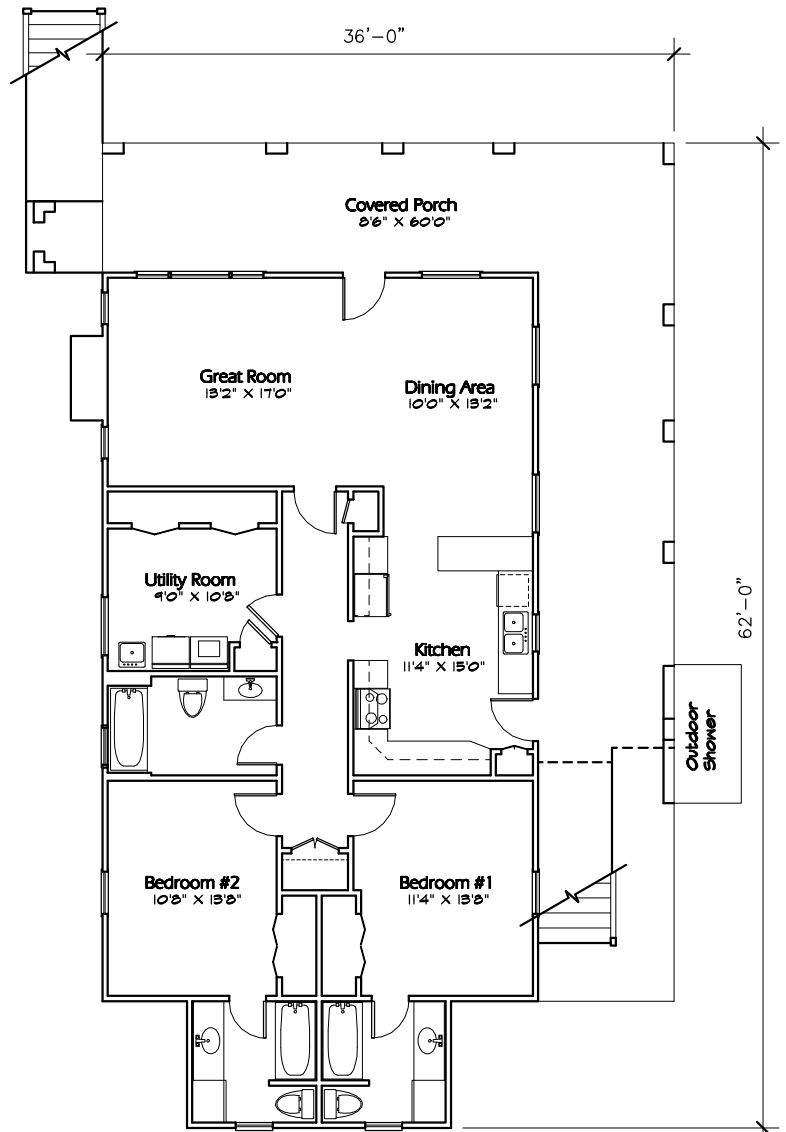 36'-0"
Covered Porch
8'6" X 60'0"
Great Room
13'2" X 17'0"
Dining Area
10'0" X 13'2"
Utility Room
9'0" X 10'8"
62'-0"
Kitchen
11'4" X 15'0"
Outdoor
Shower
Bedroom #2
10'8" X 13'8"
Bedroom #1
11'4" X 13'8"